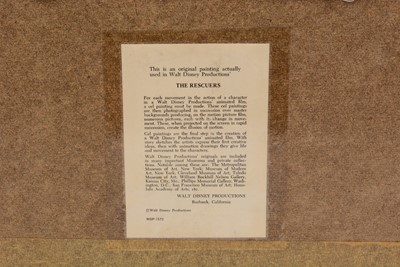 This is an original painting actually
used in Walt Disney Productions'
THE RESCUERS
For each movement in the action of a character
in a Walt Disney Productions' animated film,
a cel painting must be made. These cel paintings
are then photographed in succession over master
backgrounds producing, on the motion picture film,
numerous pictures, each with its change in move-
ment. These, when projected on the screen in rapid
succession, create the illusion of motion.
Cel paintings are the final step in the creation of
a Walt Disney Productions' animated film. With
story sketches the artists express their first creative
ideas, then with animation drawings they give life
and movement to the characters.
Walt Disney Productions originals are included
in many important Museums and private collec-
tions. Notable among these are: The Metropolitan
Museum of Art, New York, Museum of Modern
Art, New York, Cleveland Museum of Art, Toledo
Museum of Art, William Rockhill Nelson Gallery,
Kansas City, Mo., Phillips Memorial Gallery, Wash-
ington, D.C., San Francisco Museum of Art, Hono-
lulu Academy of Arts, etc.
WALT DISNEY PRODUCTIONS
Burbank, California
©Walt Disney Productions